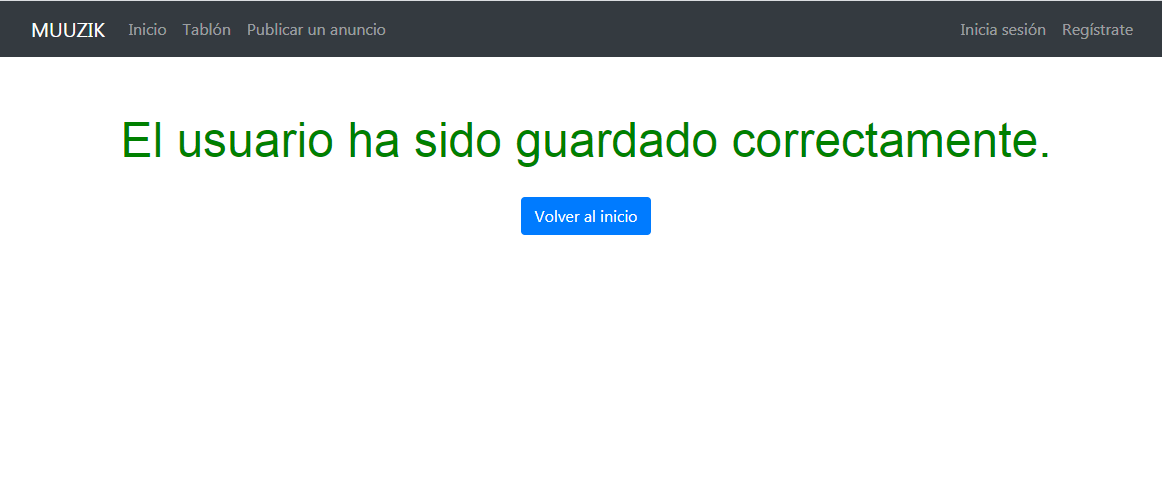 MUUZIK Inicio Tablón Publicar un anuncio Inicia sesión Regístrate
El usuario ha sido guardado correctamente.
Volver al inicio